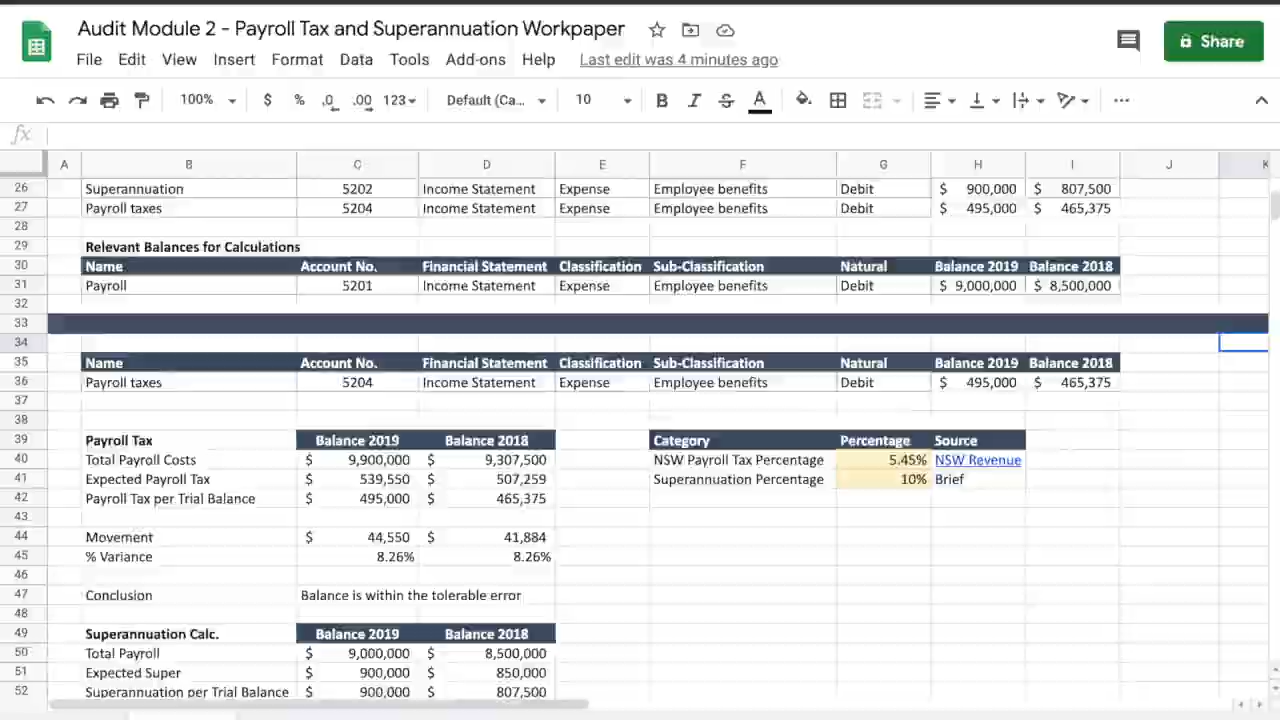 Audit Module 2 - Payroll Tax and Superannuation Workpaper
Share
File Edit View Insert Format Data Tools Add-ons Help Last edit was 4 minutes ago
100% $ % .0 .00 123 Default (Ca... 10 B I S A ...
fx
A B C D E F G H I J K
26 Superannuation 5202 Income Statement Expense Employee benefits Debit $ 900,000 $ 807,500
27 Payroll taxes 5204 Income Statement Expense Employee benefits Debit $ 495,000 $ 465,375
28
29 Relevant Balances for Calculations
30 Name Account No. Financial Statement Classification Sub-Classification Natural Balance 2019 Balance 2018
31 Payroll 5201 Income Statement Expense Employee benefits Debit $ 9,000,000 $ 8,500,000
32
33
34
35 Name Account No. Financial Statement Classification Sub-Classification Natural Balance 2019 Balance 2018
36 Payroll taxes 5204 Income Statement Expense Employee benefits Debit $ 495,000 $ 465,375
37
38
39 Payroll Tax Balance 2019 Balance 2018 Category Percentage Source
40 Total Payroll Costs $ 9,900,000 $ 9,307,500 NSW Payroll Tax Percentage 5.45% NSW Revenue
41 Expected Payroll Tax $ 539,550 $ 507,259 Superannuation Percentage 10% Brief
42 Payroll Tax per Trial Balance $ 495,000 $ 465,375
43
44 Movement $ 44,550 $ 41,884
45 % Variance 8.26% 8.26%
46
47 Conclusion Balance is within the tolerable error
48
49 Superannuation Calc. Balance 2019 Balance 2018
50 Total Payroll $ 9,000,000 $ 8,500,000
51 Expected Super $ 900,000 $ 850,000
52 Superannuation per Trial Balance $ 900,000 $ 807,500